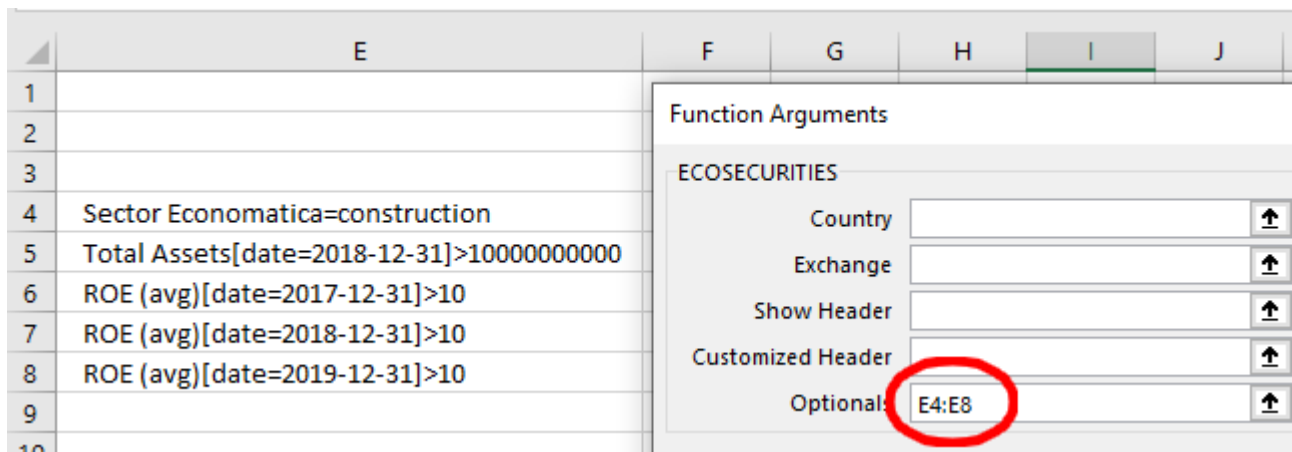 E F G H I J
1
2
3
4 Sector Economatica=construction
5 Total Assets[date=2018-12-31]>10000000000
6 ROE (avg)[date=2017-12-31]>10
7 ROE (avg)[date=2018-12-31]>10
8 ROE (avg)[date=2019-12-31]>10
9
10
Function Arguments
ECOSECURITIES
Country
Exchange
Show Header
Customized Header
Optionals E4:E8